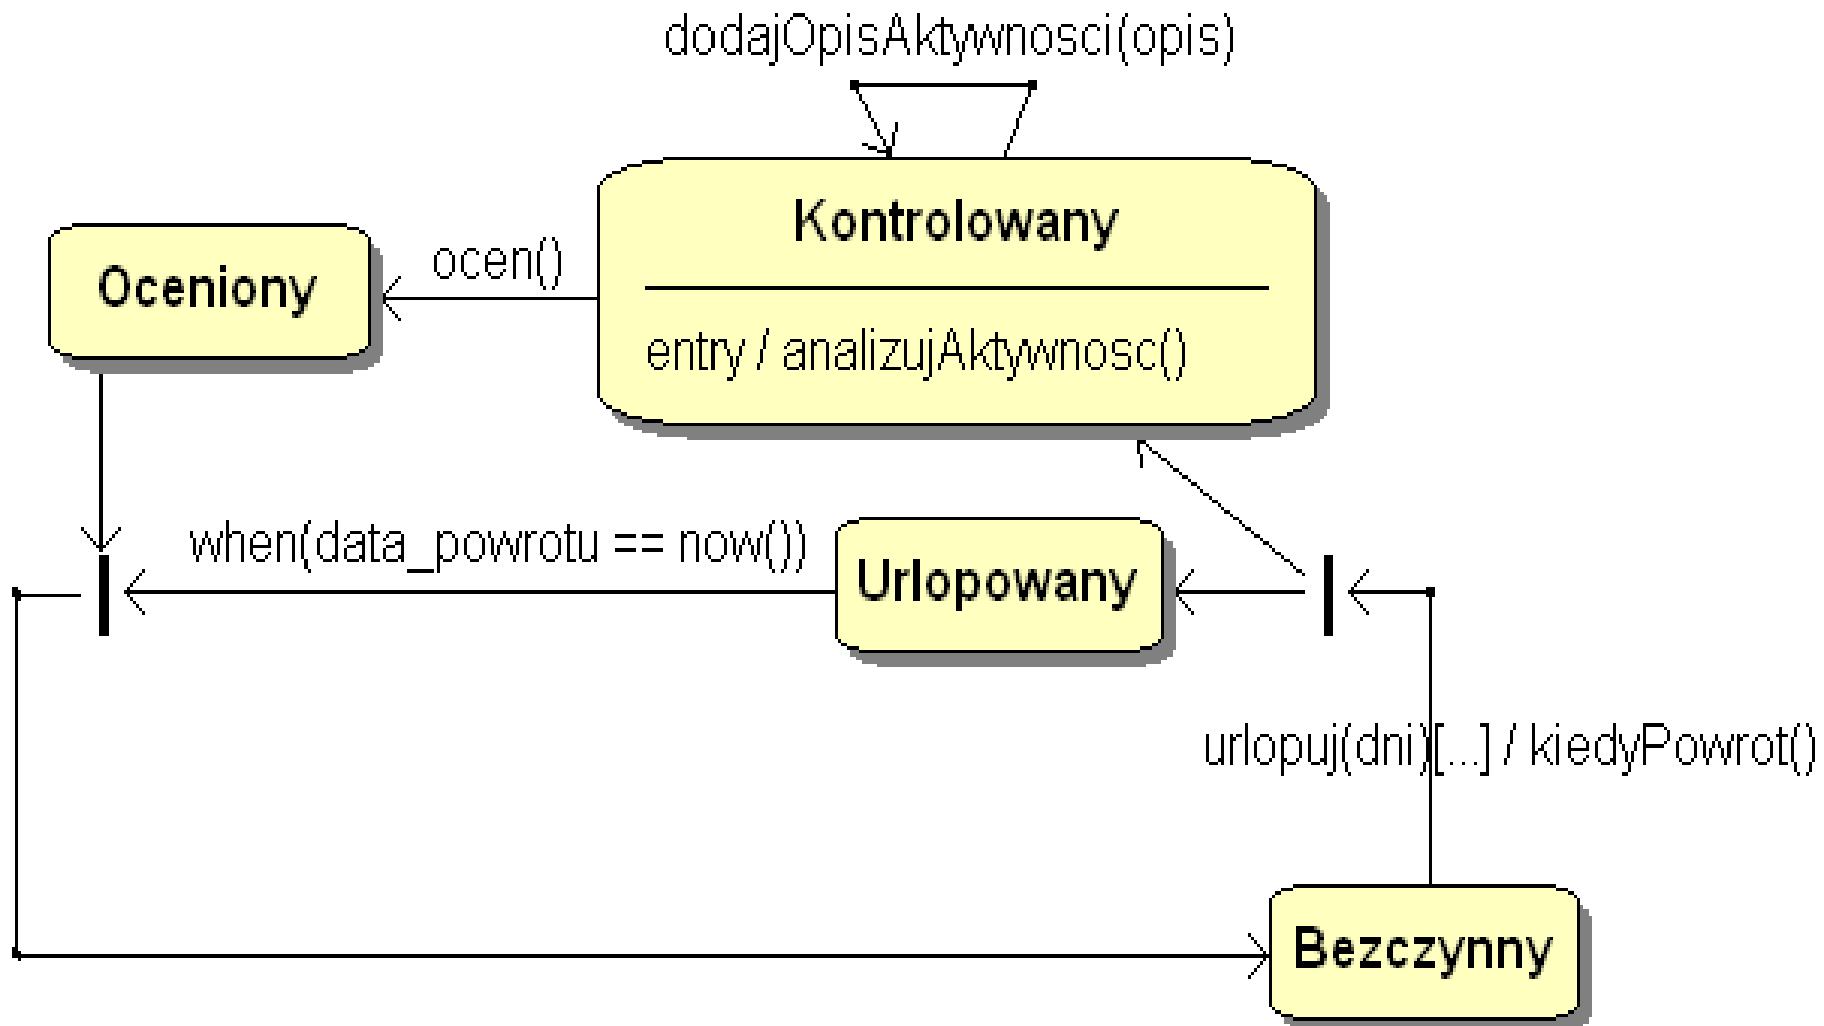 dodajOpisAktywnosci(opis)
Kontrolowany
ocen()
Oceniony
entry / analizujAktywnosc()
when(data_powrotu == now())
Urlopowany
urlopuj(dni)[...] / kiedyPowrot()
Bezczynny